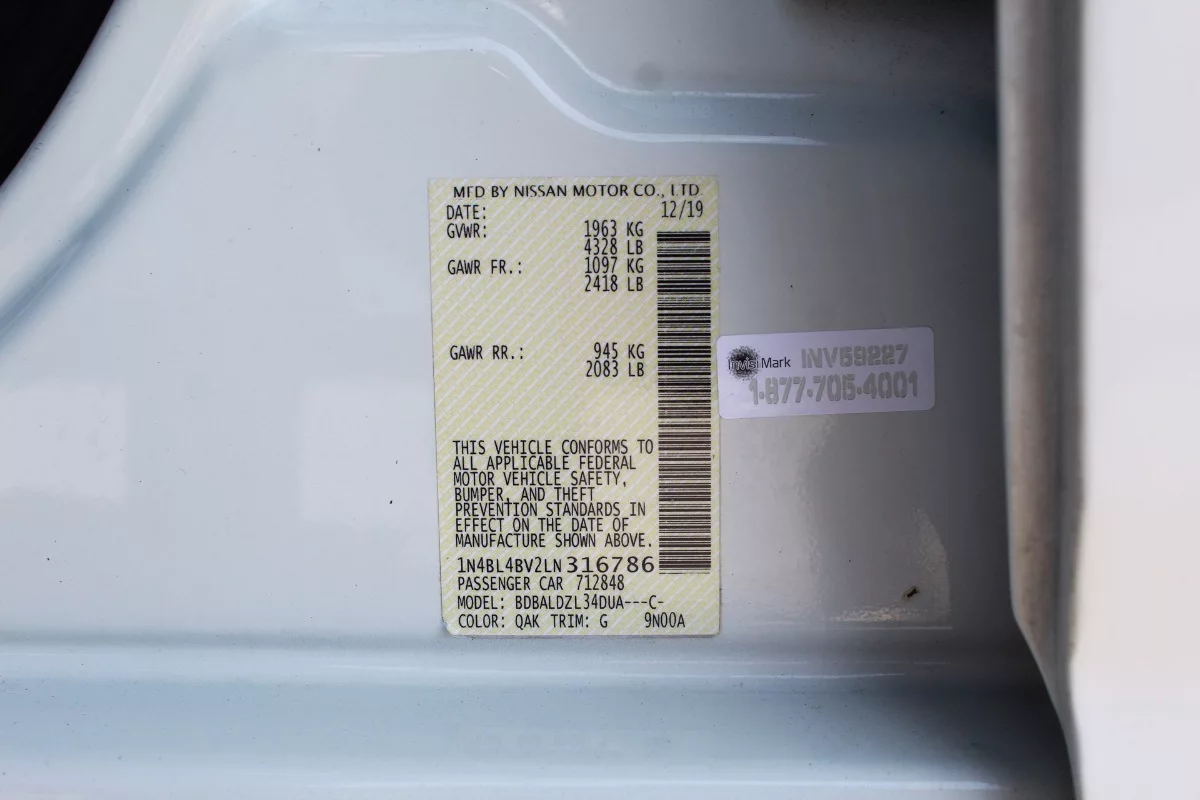 MFD BY NISSAN MOTOR CO., LTD.
DATE: 12/19
GVWR: 1963 KG
4328 LB
GAWR FR.: 1097 KG
2418 LB
GAWR RR.: 945 KG
2083 LB
THIS VEHICLE CONFORMS TO
ALL APPLICABLE FEDERAL
MOTOR VEHICLE SAFETY,
BUMPER, AND THEFT
PREVENTION STANDARDS IN
EFFECT ON THE DATE OF
MANUFACTURE SHOWN ABOVE.
1N4BL4BV2LN316786
PASSENGER CAR 712848
MODEL: BDBALDZL34DUA---C-
COLOR: QAK TRIM: G 9N00A
InvisiMark INV59227
1-877-705-4001